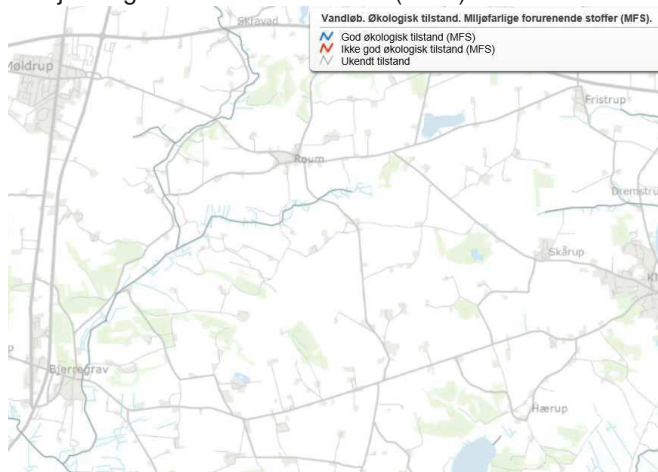 Vandløb. Økologisk tilstand. Miljøfarlige forurenende stoffer (MFS).
God økologisk tilstand (MFS)
Ikke god økologisk tilstand (MFS)
Ukendt tilstand
Skravad
Møldrup
Fristrup
Roum
Skårup
Bjerregrav
Hærup